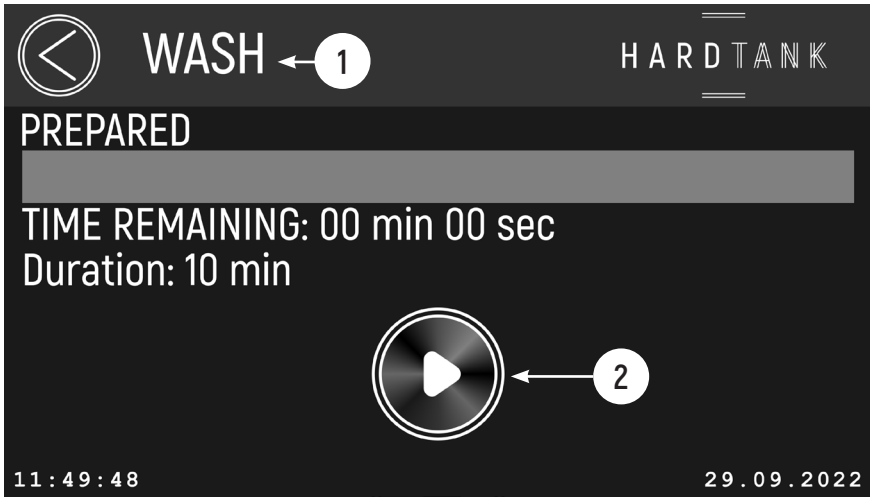 WASH
1
HARDTANK
PREPARED
TIME REMAINING: 00 min 00 sec
Duration: 10 min
2
11:49:48
29.09.2022